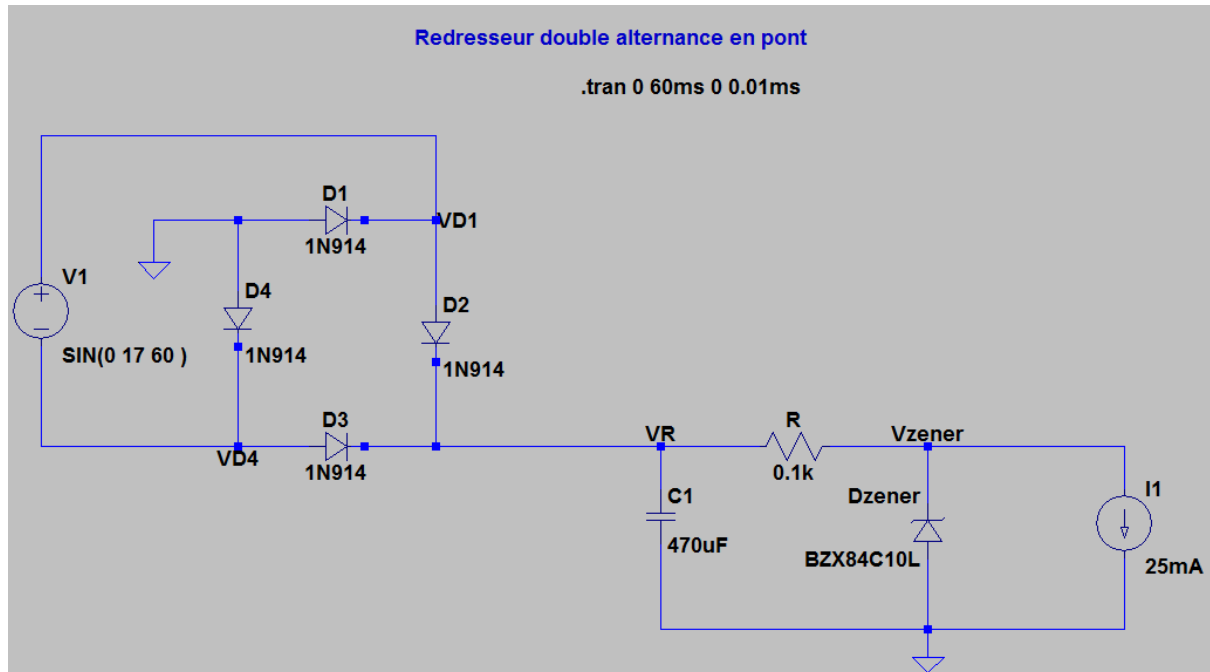 Redresseur double alternance en pont
.tran 0 60ms 0 0.01ms
D1
VD1
1N914
V1
D4
D2
SIN(0 17 60 )
1N914
1N914
D3
VD4
1N914
VR
R
Vzener
0.1k
C1
Dzener
I1
470uF
BZX84C10L
25mA